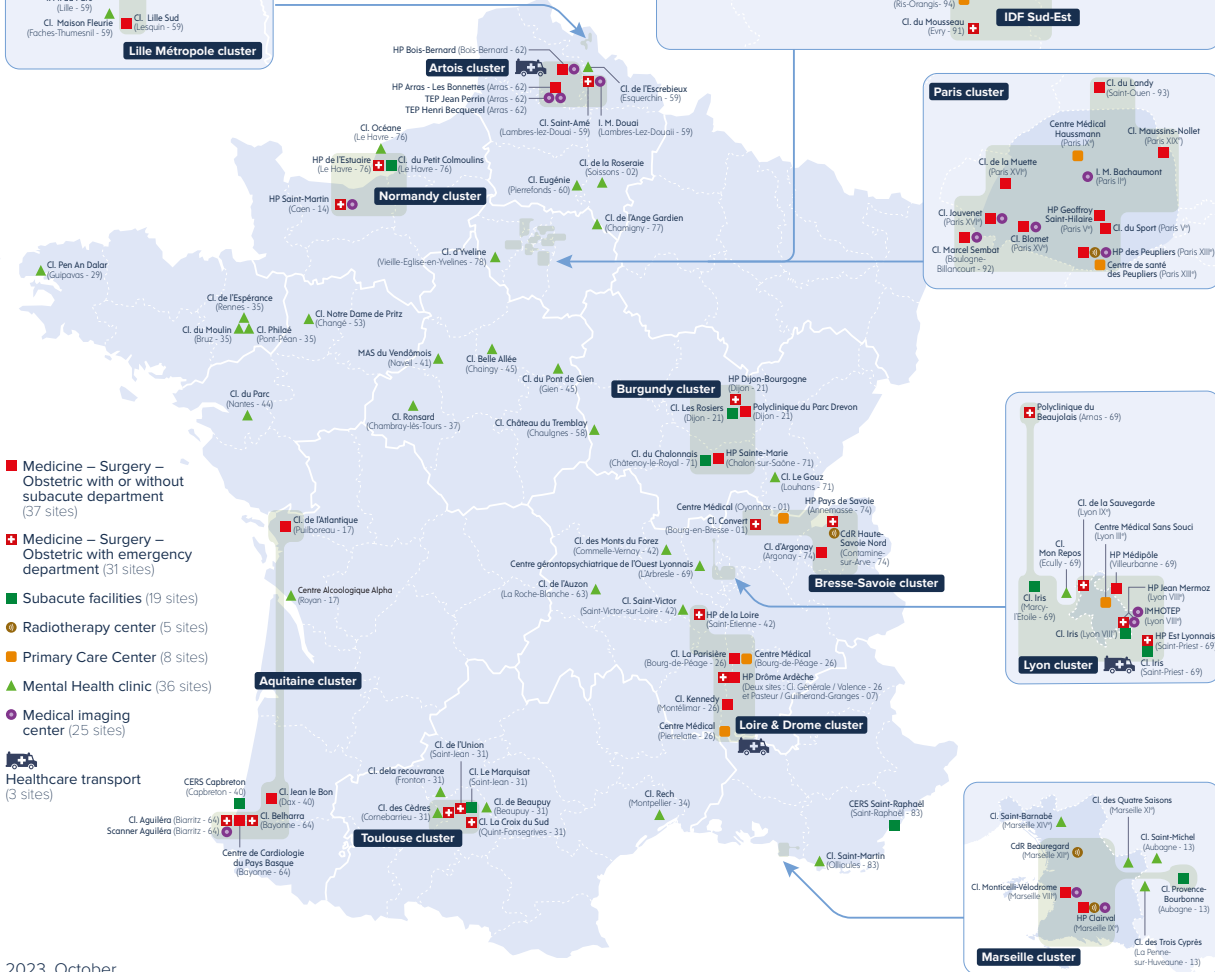 (Lille - 59)
Cl. Maison Fleurie
(Faches-Thumesnil - 59)
Cl. Lille Sud
(Lesquin - 59)
Lille Métropole cluster
(Ris-Orangis- 94)
IDF Sud-Est
Cl. du Mousseau
(Evry - 91)
HP Bois-Bernard (Bois-Bernard - 62)
Artois cluster
HP Arras - Les Bonnettes (Arras - 62)
TEP Jean Perrin (Arras - 62)
TEP Henri Becquerel (Arras - 62)
Cl. de l'Escrebieux
(Esquerchin - 59)
Cl. Saint-Amé
(Lambres-lez-Douai - 59)
I. M. Douai
(Lambres-Lez-Douaii - 59)
Paris cluster
Cl. du Landy
(Saint-Ouen - 93)
Centre Médical
Haussmann
(Paris IXe)
Cl. Maussins-Nollet
(Paris XIXe)
Cl. de la Muette
(Paris XVIe)
I. M. Bachaumont
(Paris IIe)
Cl. Jouvenet
(Paris XVIe)
HP Geoffroy
Saint-Hilaire
(Paris Ve)
Cl. du Sport (Paris Ve)
Cl. Blomet
(Paris XVe)
Cl. Marcel Sembat
(Boulogne-
Billancourt - 92)
HP des Peupliers (Paris XIIIe)
Centre de santé
des Peupliers (Paris XIIIe)
Cl. Océane
(Le Havre - 76)
HP de l'Estuaire
(Le Havre - 76)
Cl. du Petit Colmoulins
(Le Havre - 76)
Normandy cluster
HP Saint-Martin
(Caen - 14)
Cl. de la Roseraie
(Soissons - 02)
Cl. Eugénie
(Pierrefonds - 60)
Cl. de l'Ange Gardien
(Chamigny - 77)
Cl. d'Yveline
(Vieille-Eglise-en-Yvelines - 78)
Cl. Pen An Dalar
(Guipavas - 29)
Cl. de l'Espérance
(Rennes - 35)
Cl. du Moulin
(Bruz - 35)
Cl. Philaé
(Pont-Péan - 35)
Cl. Notre Dame de Pritz
(Changé - 53)
MAS du Vendômois
(Naveil - 41)
Cl. Belle Allée
(Chaingy - 45)
Cl. du Pont de Gien
(Gien - 45)
Cl. du Parc
(Nantes - 44)
Cl. Ronsard
(Chambray-lès-Tours - 37)
Cl. Château du Tremblay
(Chaulgnes - 58)
Burgundy cluster
HP Dijon-Bourgogne
(Dijon - 21)
Cl. Les Rosiers
(Dijon - 21)
Polyclinique du Parc Drevon
(Dijon - 21)
Cl. du Chalonnais
(Châtenoy-le-Royal - 71)
HP Sainte-Marie
(Chalon-sur-Saône - 71)
Cl. Le Gouz
(Louhans - 71)
Centre Médical (Oyonnax - 01)
Cl. Convert
(Bourg-en-Bresse - 01)
HP Pays de Savoie
(Annemasse - 74)
CdR Haute-
Savoie Nord
(Contamine-
sur-Arve - 74)
Cl. d'Argonay
(Argonay - 74)
Bresse-Savoie cluster
Cl. des Monts du Forez
(Commelle-Vernay - 42)
Centre gérontopsychiatrique de l'Ouest Lyonnais
(L'Arbresle - 69)
Cl. de l'Auzon
(La Roche-Blanche - 63)
Cl. Saint-Victor
(Saint-Victor-sur-Loire - 42)
HP de la Loire
(Saint-Etienne - 42)
Cl. La Parisière
(Bourg-de-Péage - 26)
Centre Médical
(Bourg-de-Péage - 26)
HP Drôme Ardèche
(Deux sites : Cl. Générale / Valence - 26
et Pasteur / Guilherand-Granges - 07)
Cl. Kennedy
(Montélimar - 26)
Centre Médical
(Pierrelatte - 26)
Loire & Drome cluster
Polyclinique du
Beaujolais (Arnas - 69)
Cl. de la Sauvegarde
(Lyon IXe)
Centre Médical Sans Souci
(Lyon IIIe)
Cl.
Mon Repos
(Ecully - 69)
HP Médipôle
(Villeurbanne - 69)
Cl. Iris
(Marcy-
l'Etoile - 69)
HP Jean Mermoz
(Lyon VIIIe)
IMHOTEP
(Lyon VIIIe)
Cl. Iris (Lyon VIIIe)
HP Est Lyonnais
(Saint-Priest - 69
Cl. Iris
(Saint-Priest - 69)
Lyon cluster
Medicine – Surgery –
Obstetric with or without
subacute department
(37 sites)
Medicine – Surgery –
Obstetric with emergency
department (31 sites)
Subacute facilities (19 sites)
Radiotherapy center (5 sites)
Primary Care Center (8 sites)
Mental Health clinic (36 sites)
Medical imaging
center (25 sites)
Healthcare transport
(3 sites)
Cl. de l'Atlantique
(Puilboreau - 17)
Centre Alcoologique Alpha
(Royan - 17)
Aquitaine cluster
CERS Capbreton
(Capbreton - 40)
Cl. Jean le Bon
(Dax - 40)
Cl. Aguiléra (Biarritz - 64)
Scanner Aguiléra (Biarritz - 64)
Cl. Belharra
(Bayonne - 64)
Centre de Cardiologie
du Pays Basque
(Bayonne - 64)
Cl. de l'Union
(Saint-Jean - 31)
Cl. dela recouvrance
(Fronton - 31)
Cl. Le Marquisat
(Saint-Jean - 31)
Cl. des Cèdres
(Cornebarrieu - 31)
Cl. de Beaupuy
(Beaupuy - 31)
Cl. La Croix du Sud
(Quint-Fonsegrives - 31)
Toulouse cluster
Cl. Rech
(Montpellier - 34)
CERS Saint-Raphaël
(Saint-Raphaël - 83)
Cl. Saint-Martin
(Ollioules - 83)
Cl. des Quatre Saisons
(Marseille XIe)
Cl. Saint-Barnabé
(Marseille XIVe)
CdR Beauregard
(Marseille XIIe)
Cl. Saint-Michel
(Aubagne - 13)
Cl. Monticelli-Vélodrome
(Marseille VIIIe)
Cl. Provence-
Bourbonne
(Aubagne - 13)
HP Clairval
(Marseille IXe)
Cl. des Trois Cyprès
(La Penne-
sur-Huveaune - 13)
Marseille cluster
2023, October